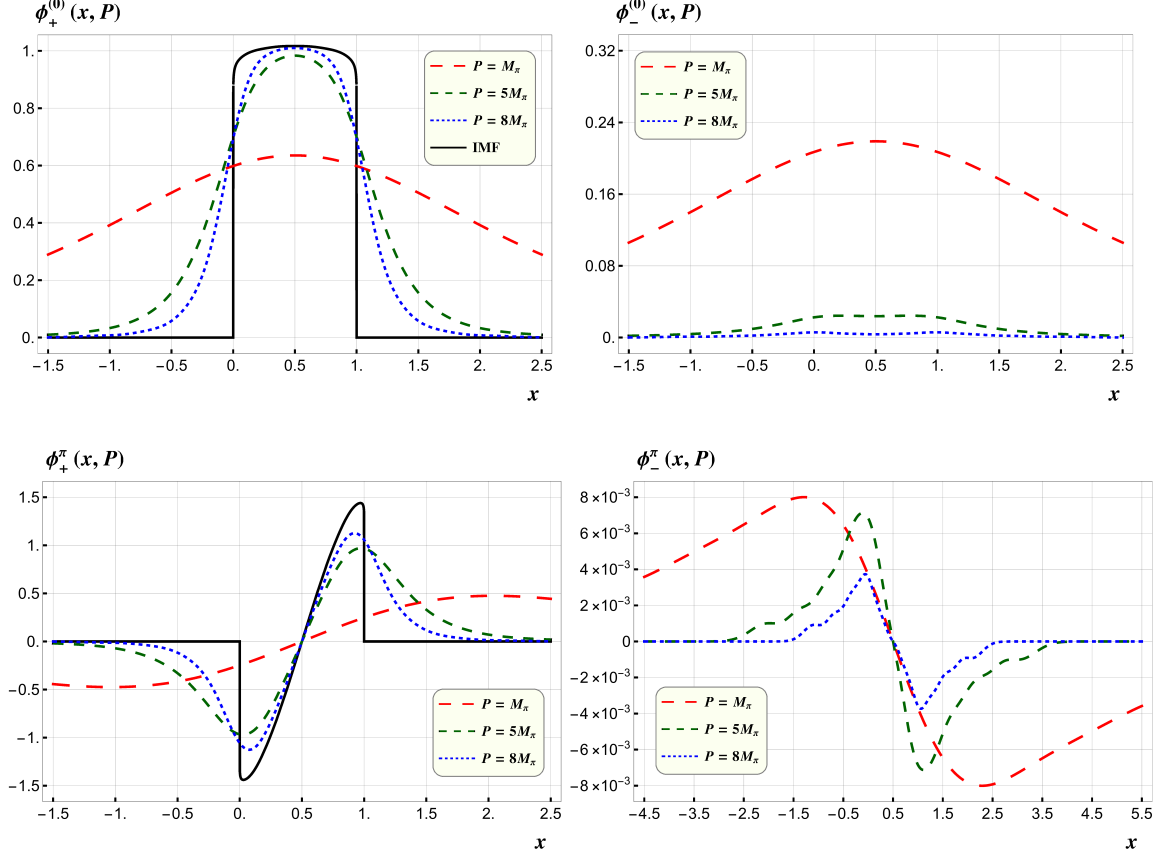 ϕ₊⁽⁰⁾ (x, P)
1.
0.8
0.6
0.4
0.2
0.
P = Mπ
P = 5Mπ
P = 8Mπ
IMF
−1.5 −1. −0.5 0. 0.5 1. 1.5 2. 2.5
x
ϕ₋⁽⁰⁾ (x, P)
0.32
0.24
0.16
0.08
0.
P = Mπ
P = 5Mπ
P = 8Mπ
−1.5 −1. −0.5 0. 0.5 1. 1.5 2. 2.5
x
ϕ₊^π (x, P)
1.5
1.
0.5
0
−0.5
−1.
−1.5
P = Mπ
P = 5Mπ
P = 8Mπ
−1.5 −1. −0.5 0. 0.5 1. 1.5 2. 2.5
x
ϕ₋^π (x, P)
8×10⁻³
6×10⁻³
4×10⁻³
2×10⁻³
0
−2×10⁻³
−4×10⁻³
−6×10⁻³
−8×10⁻³
P = Mπ
P = 5Mπ
P = 8Mπ
−4.5 −3.5 −2.5 −1.5 −0.5 0.5 1.5 2.5 3.5 4.5 5.5
x